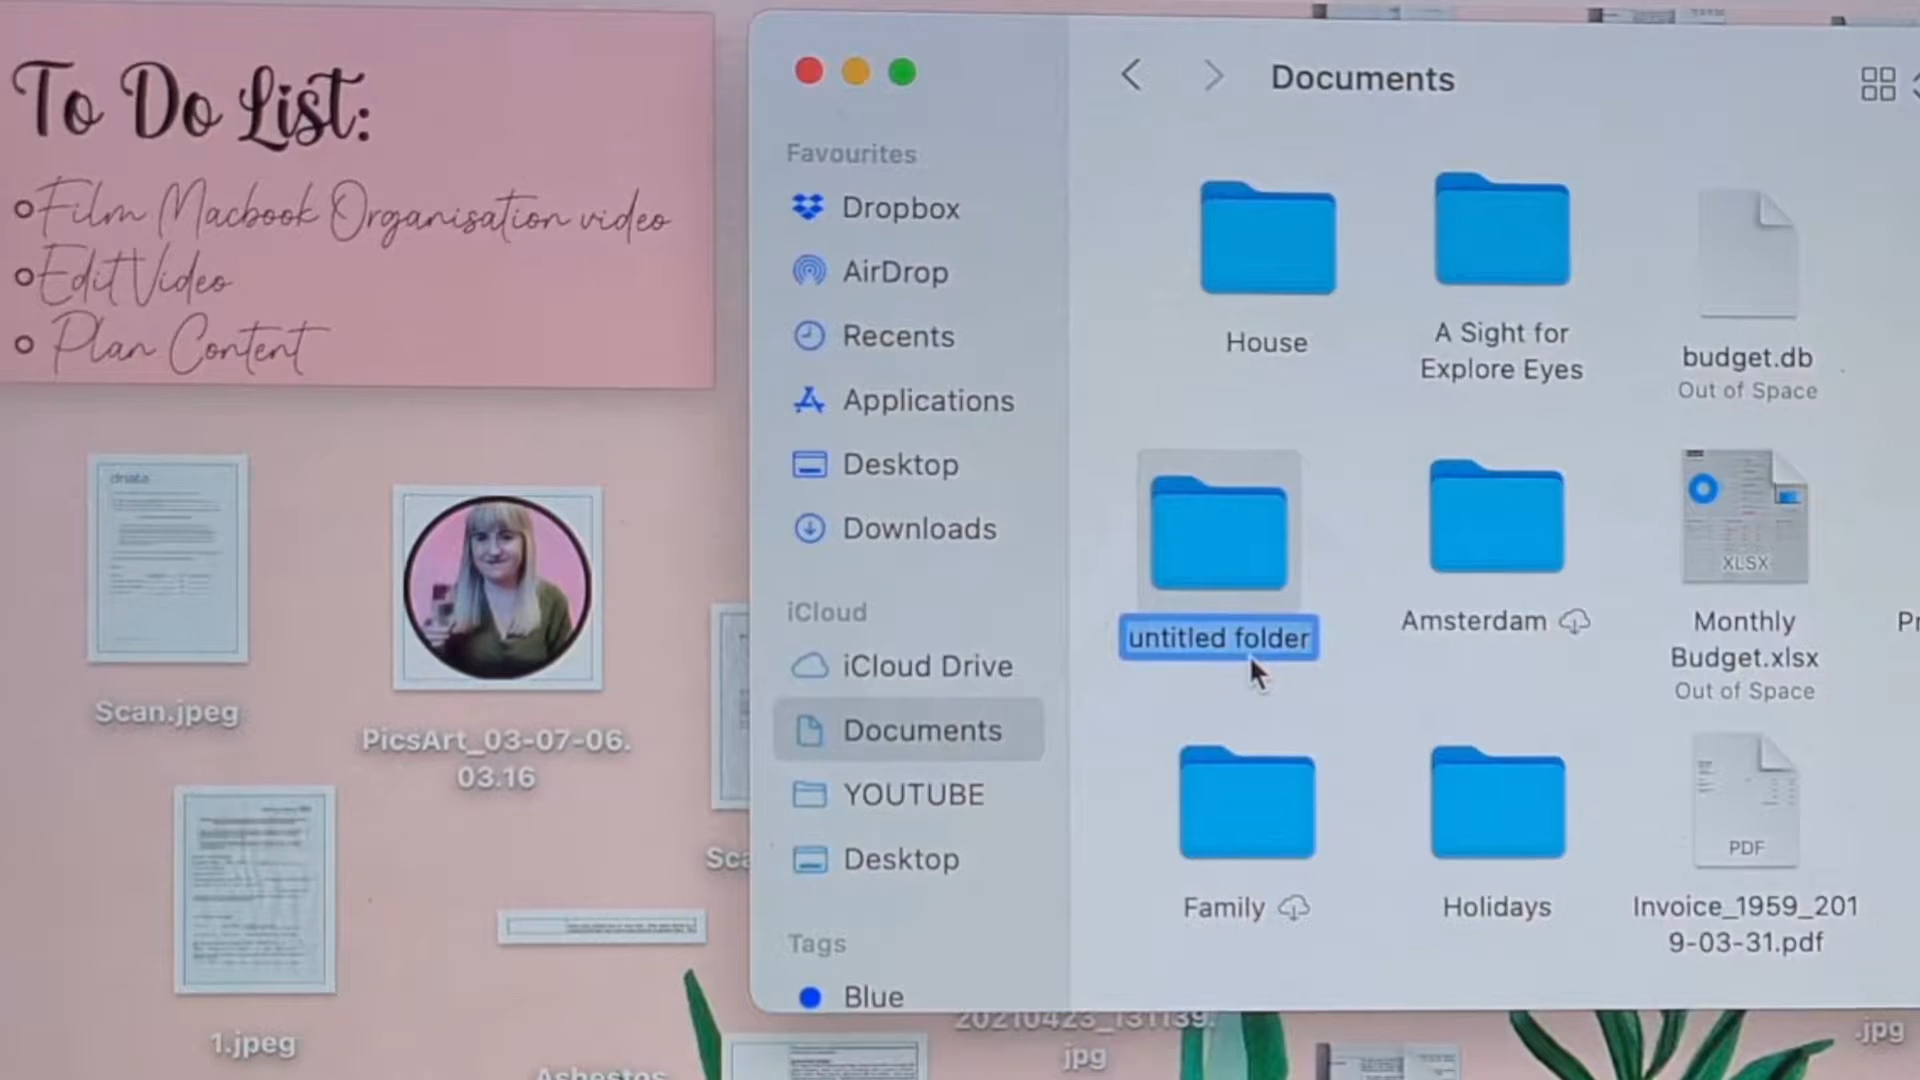 To Do List:
Film Macbook Organisation video
Edit Video
Plan Content
dnata
Scan.jpeg
PicsArt_03-07-06.
03.16
1.jpeg
Asbestos
Documents
Favourites
Dropbox
AirDrop
Recents
Applications
Desktop
Downloads
iCloud
iCloud Drive
Documents
YOUTUBE
Desktop
Tags
Blue
House
A Sight for
Explore Eyes
budget.db
Out of Space
untitled folder
Amsterdam
XLSX
Monthly
Budget.xlsx
Out of Space
Family
Holidays
PDF
Invoice_1959_201
9-03-31.pdf
20210423_131139.
jpg
.jpg